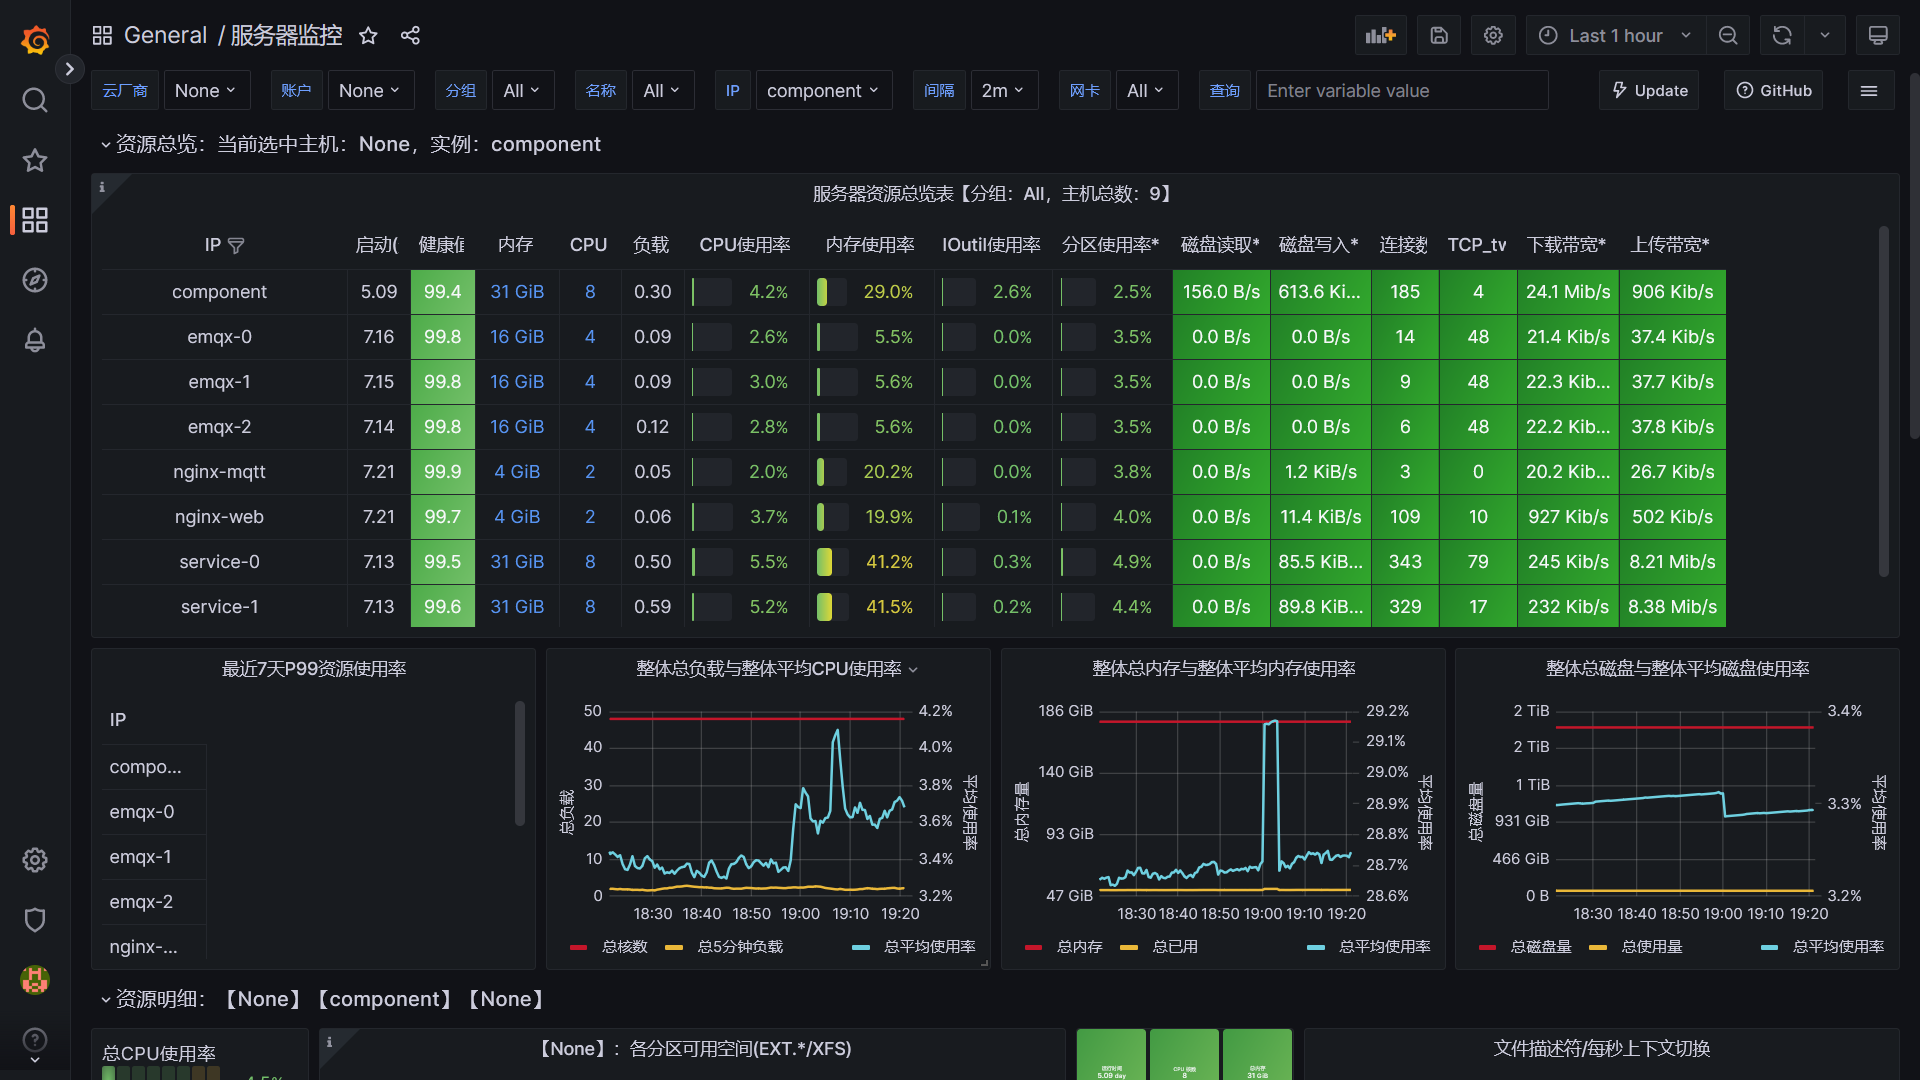 General / 服务器监控
Last 1 hour
云厂商 None 账户 None 分组 All 名称 All IP component 间隔 2m 网卡 All 查询 Enter variable value Update GitHub
资源总览：当前选中主机：None，实例：component
服务器资源总览表【分组：All，主机总数：9】
IP 启动( 健康值 内存 CPU 负载 CPU使用率 内存使用率 IOutil使用率 分区使用率* 磁盘读取* 磁盘写入* 连接数 TCP_tw 下载带宽* 上传带宽*
component 5.09 99.4 31 GiB 8 0.30 4.2% 29.0% 2.6% 2.5% 156.0 B/s 613.6 Ki... 185 4 24.1 Mib/s 906 Kib/s
emqx-0 7.16 99.8 16 GiB 4 0.09 2.6% 5.5% 0.0% 3.5% 0.0 B/s 0.0 B/s 14 48 21.4 Kib/s 37.4 Kib/s
emqx-1 7.15 99.8 16 GiB 4 0.09 3.0% 5.6% 0.0% 3.5% 0.0 B/s 0.0 B/s 9 48 22.3 Kib... 37.7 Kib/s
emqx-2 7.14 99.8 16 GiB 4 0.12 2.8% 5.6% 0.0% 3.5% 0.0 B/s 0.0 B/s 6 48 22.2 Kib... 37.8 Kib/s
nginx-mqtt 7.21 99.9 4 GiB 2 0.05 2.0% 20.2% 0.0% 3.8% 0.0 B/s 1.2 KiB/s 3 0 20.2 Kib... 26.7 Kib/s
nginx-web 7.21 99.7 4 GiB 2 0.06 3.7% 19.9% 0.1% 4.0% 0.0 B/s 11.4 KiB/s 109 10 927 Kib/s 502 Kib/s
service-0 7.13 99.5 31 GiB 8 0.50 5.5% 41.2% 0.3% 4.9% 0.0 B/s 85.5 KiB... 343 79 245 Kib/s 8.21 Mib/s
service-1 7.13 99.6 31 GiB 8 0.59 5.2% 41.5% 0.2% 4.4% 0.0 B/s 89.8 KiB... 329 17 232 Kib/s 8.38 Mib/s
最近7天P99资源使用率
IP
compo...
emqx-0
emqx-1
emqx-2
nginx-...
整体总负载与整体平均CPU使用率
50 4.2%
40 4.0%
30 3.8%
20 3.6%
10 3.4%
0 3.2%
总负载
平均使用率
18:30 18:40 18:50 19:00 19:10 19:20
总核数 总5分钟负载 总平均使用率
整体总内存与整体平均内存使用率
186 GiB 29.2%
29.1%
140 GiB 29.0%
28.9%
93 GiB 28.8%
28.7%
47 GiB 28.6%
总内存量
平均使用率
18:30 18:40 18:50 19:00 19:10 19:20
总内存 总已用 总平均使用率
整体总磁盘与整体平均磁盘使用率
2 TiB 3.4%
2 TiB
1 TiB
931 GiB 3.3%
466 GiB
0 B 3.2%
总磁盘量
平均使用率
18:30 18:40 18:50 19:00 19:10 19:20
总磁盘量 总使用量 总平均使用率
资源明细：【None】【component】【None】
总CPU使用率
【None】：各分区可用空间(EXT.*/XFS)
运行时间
5.09 day
CPU 核数
8
总内存
31 GiB
文件描述符/每秒上下文切换